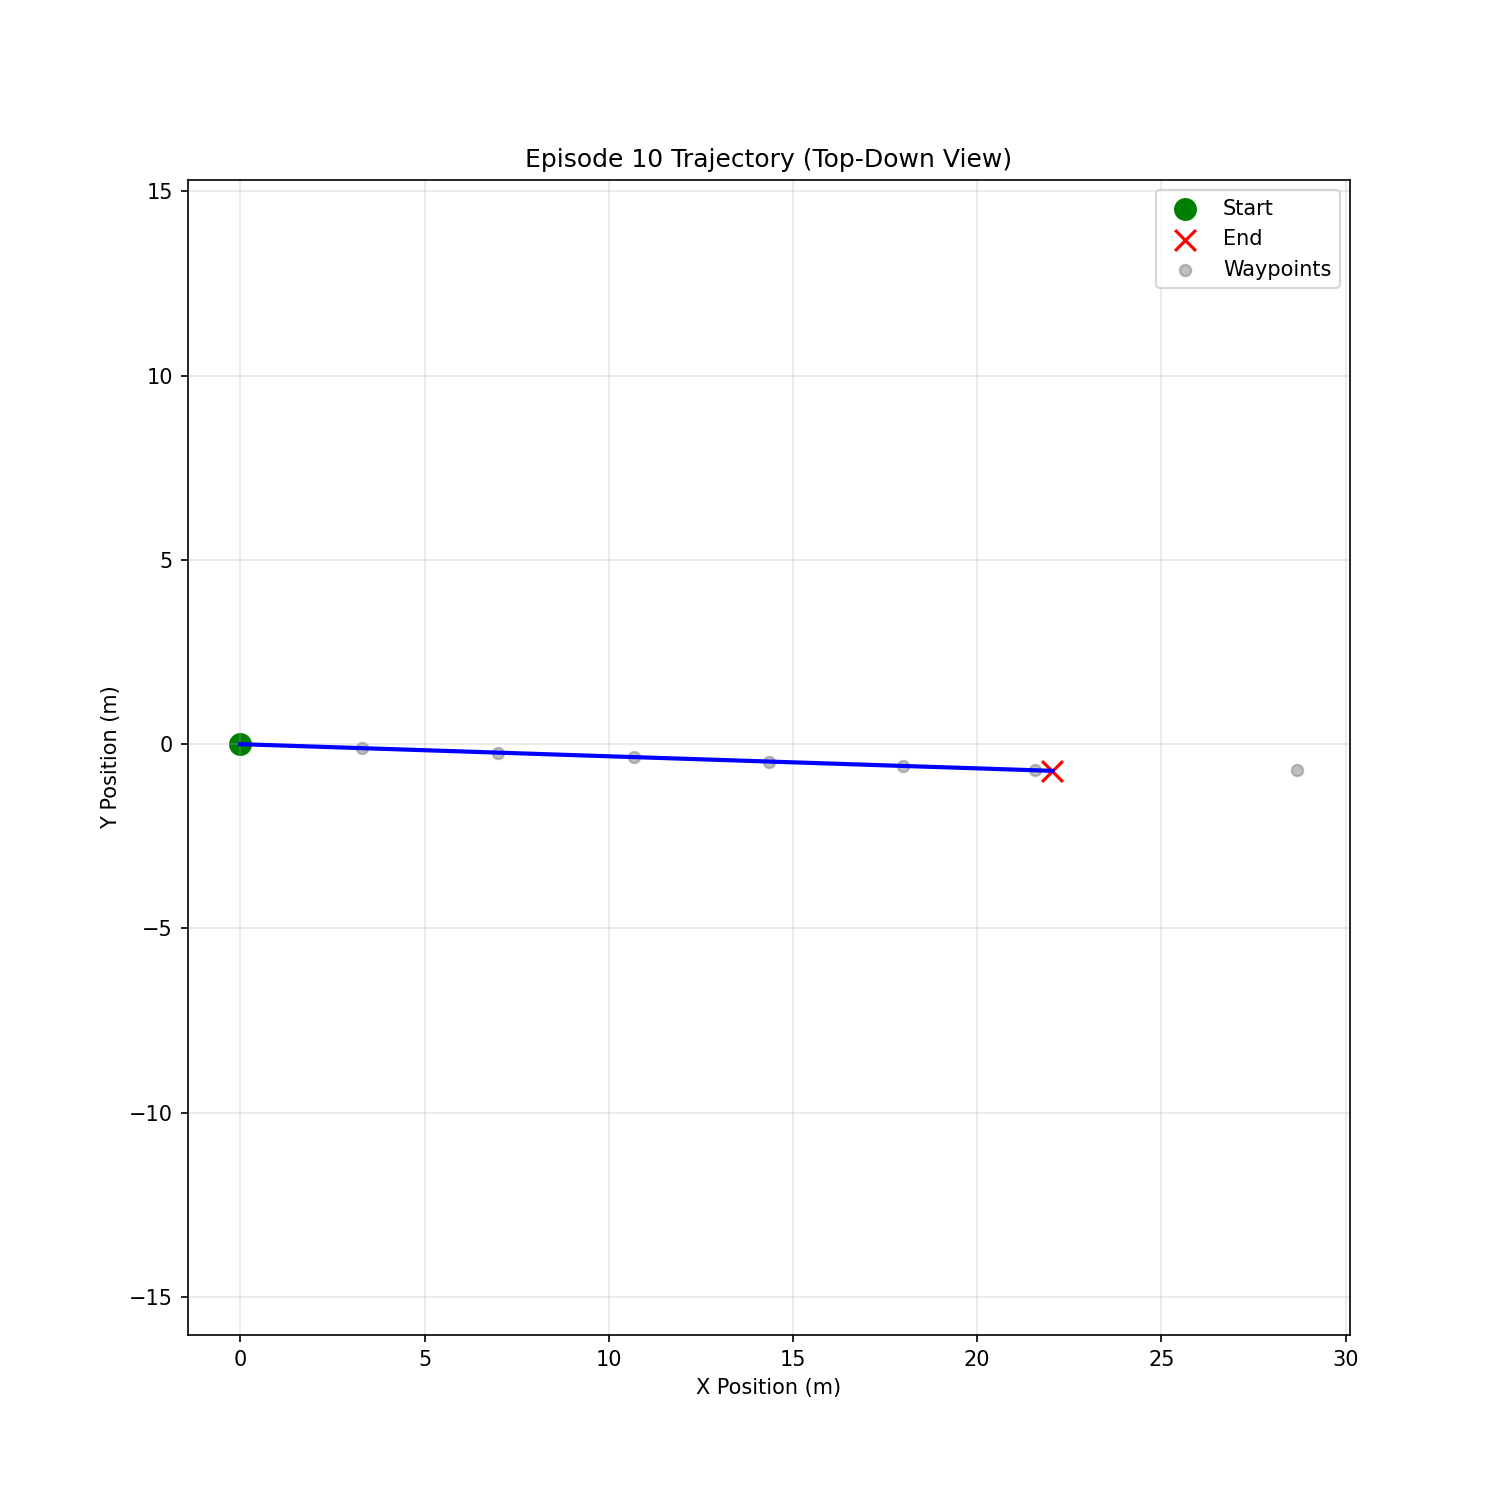 Episode 10 Trajectory (Top-Down View)
Start
End
Waypoints
15
10
5
0
−5
−10
−15
Y Position (m)
0 5 10 15 20 25 30
X Position (m)